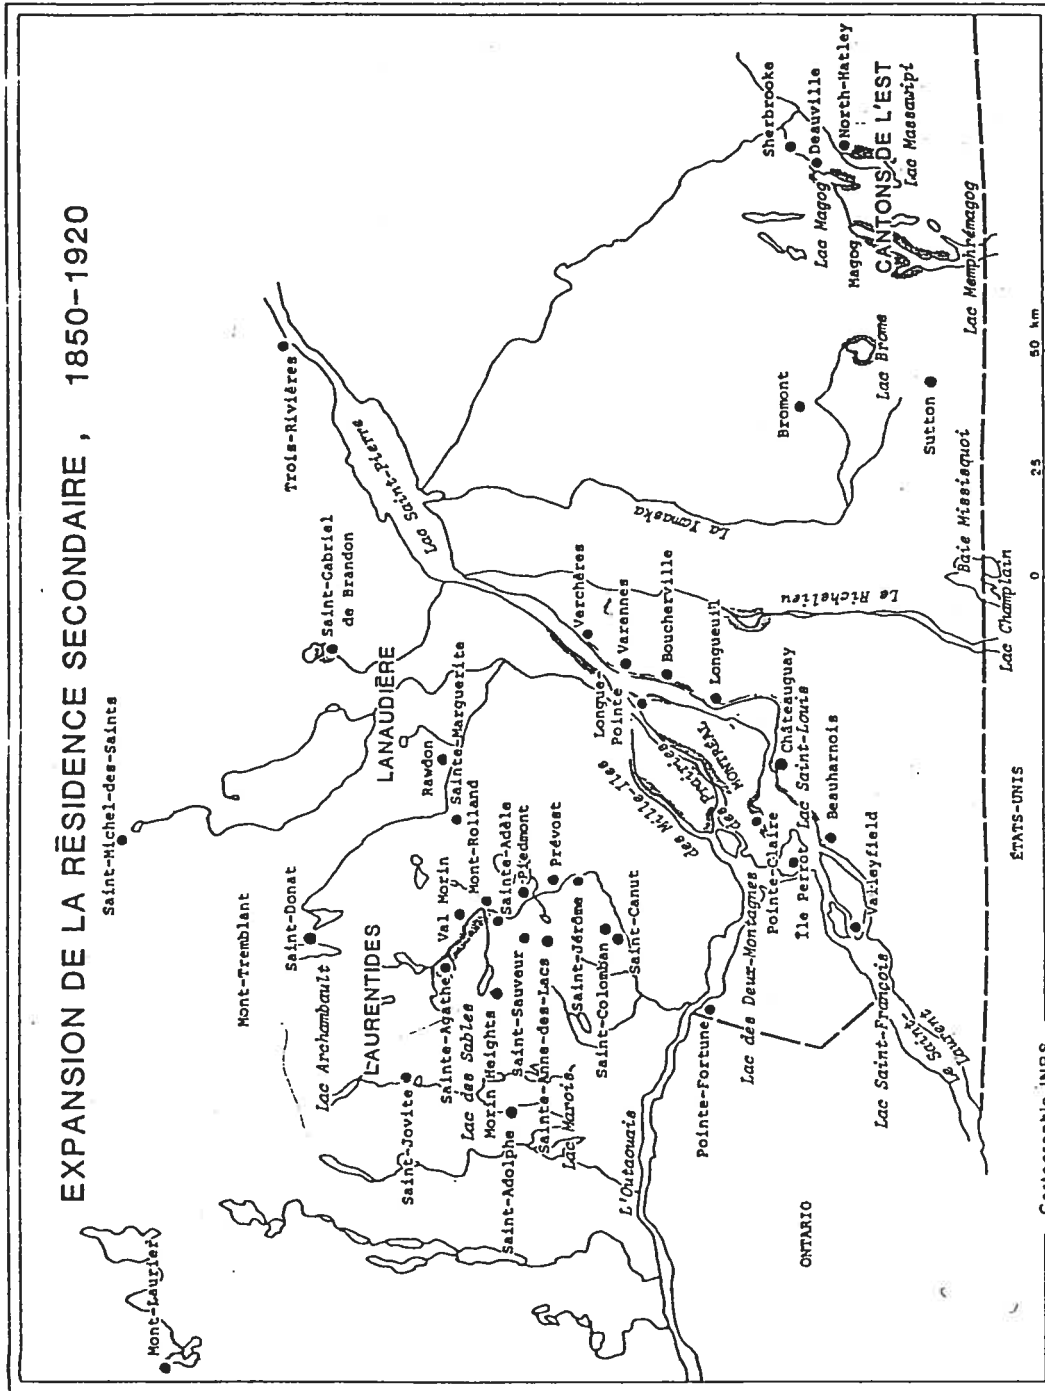 EXPANSION DE LA RÉSIDENCE SECONDAIRE, 1850-1920
Mont-Laurier
Saint-Michel-des-Saints
Mont-Tremblant
Saint-Donat
Lac Archambault
Saint-Gabriel
de Brandon
Trois-Rivières
LAURENTIDES
LANAUDIÈRE
Lac Saint-Pierre
Saint-Jovite
Rawdon
Sainte-Marguerite
Val Morin
Mont-Rolland
Sainte-Agathe
Lac des Sables
Sainte-Adèle
Morin Heights
Piedmont
Saint-Adolphe
Saint-Sauveur
Prévost
Sainte-Anne-des-Lacs
Lac Marois
Saint-Jérôme
Saint-Colomban
Saint-Canut
L'Outaouais
Verchères
Varennes
Boucherville
Longueuil
Longue-
Pointe
des Mille-Iles
des Prairies
MONTRÉAL
La Yamaska
Le Richelieu
Sherbrooke
Deauville
North-Hatley
Lac Magog
Magog
CANTONS DE L'EST
Lac Massawipi
Bromont
Lac Brome
Sutton
Lac Memphrémagog
Pointe-Fortune
Lac des Deux-Montagnes
Pointe-Claire
Île Perrot
Lac Saint-Louis
Châteauguay
Beauharnois
Valleyfield
Lac Saint-François
Le Saint-
Laurent
Baie Missisquoi
Lac Champlain
ONTARIO
ÉTATS-UNIS
0 25 50 km
Cartographie INRS